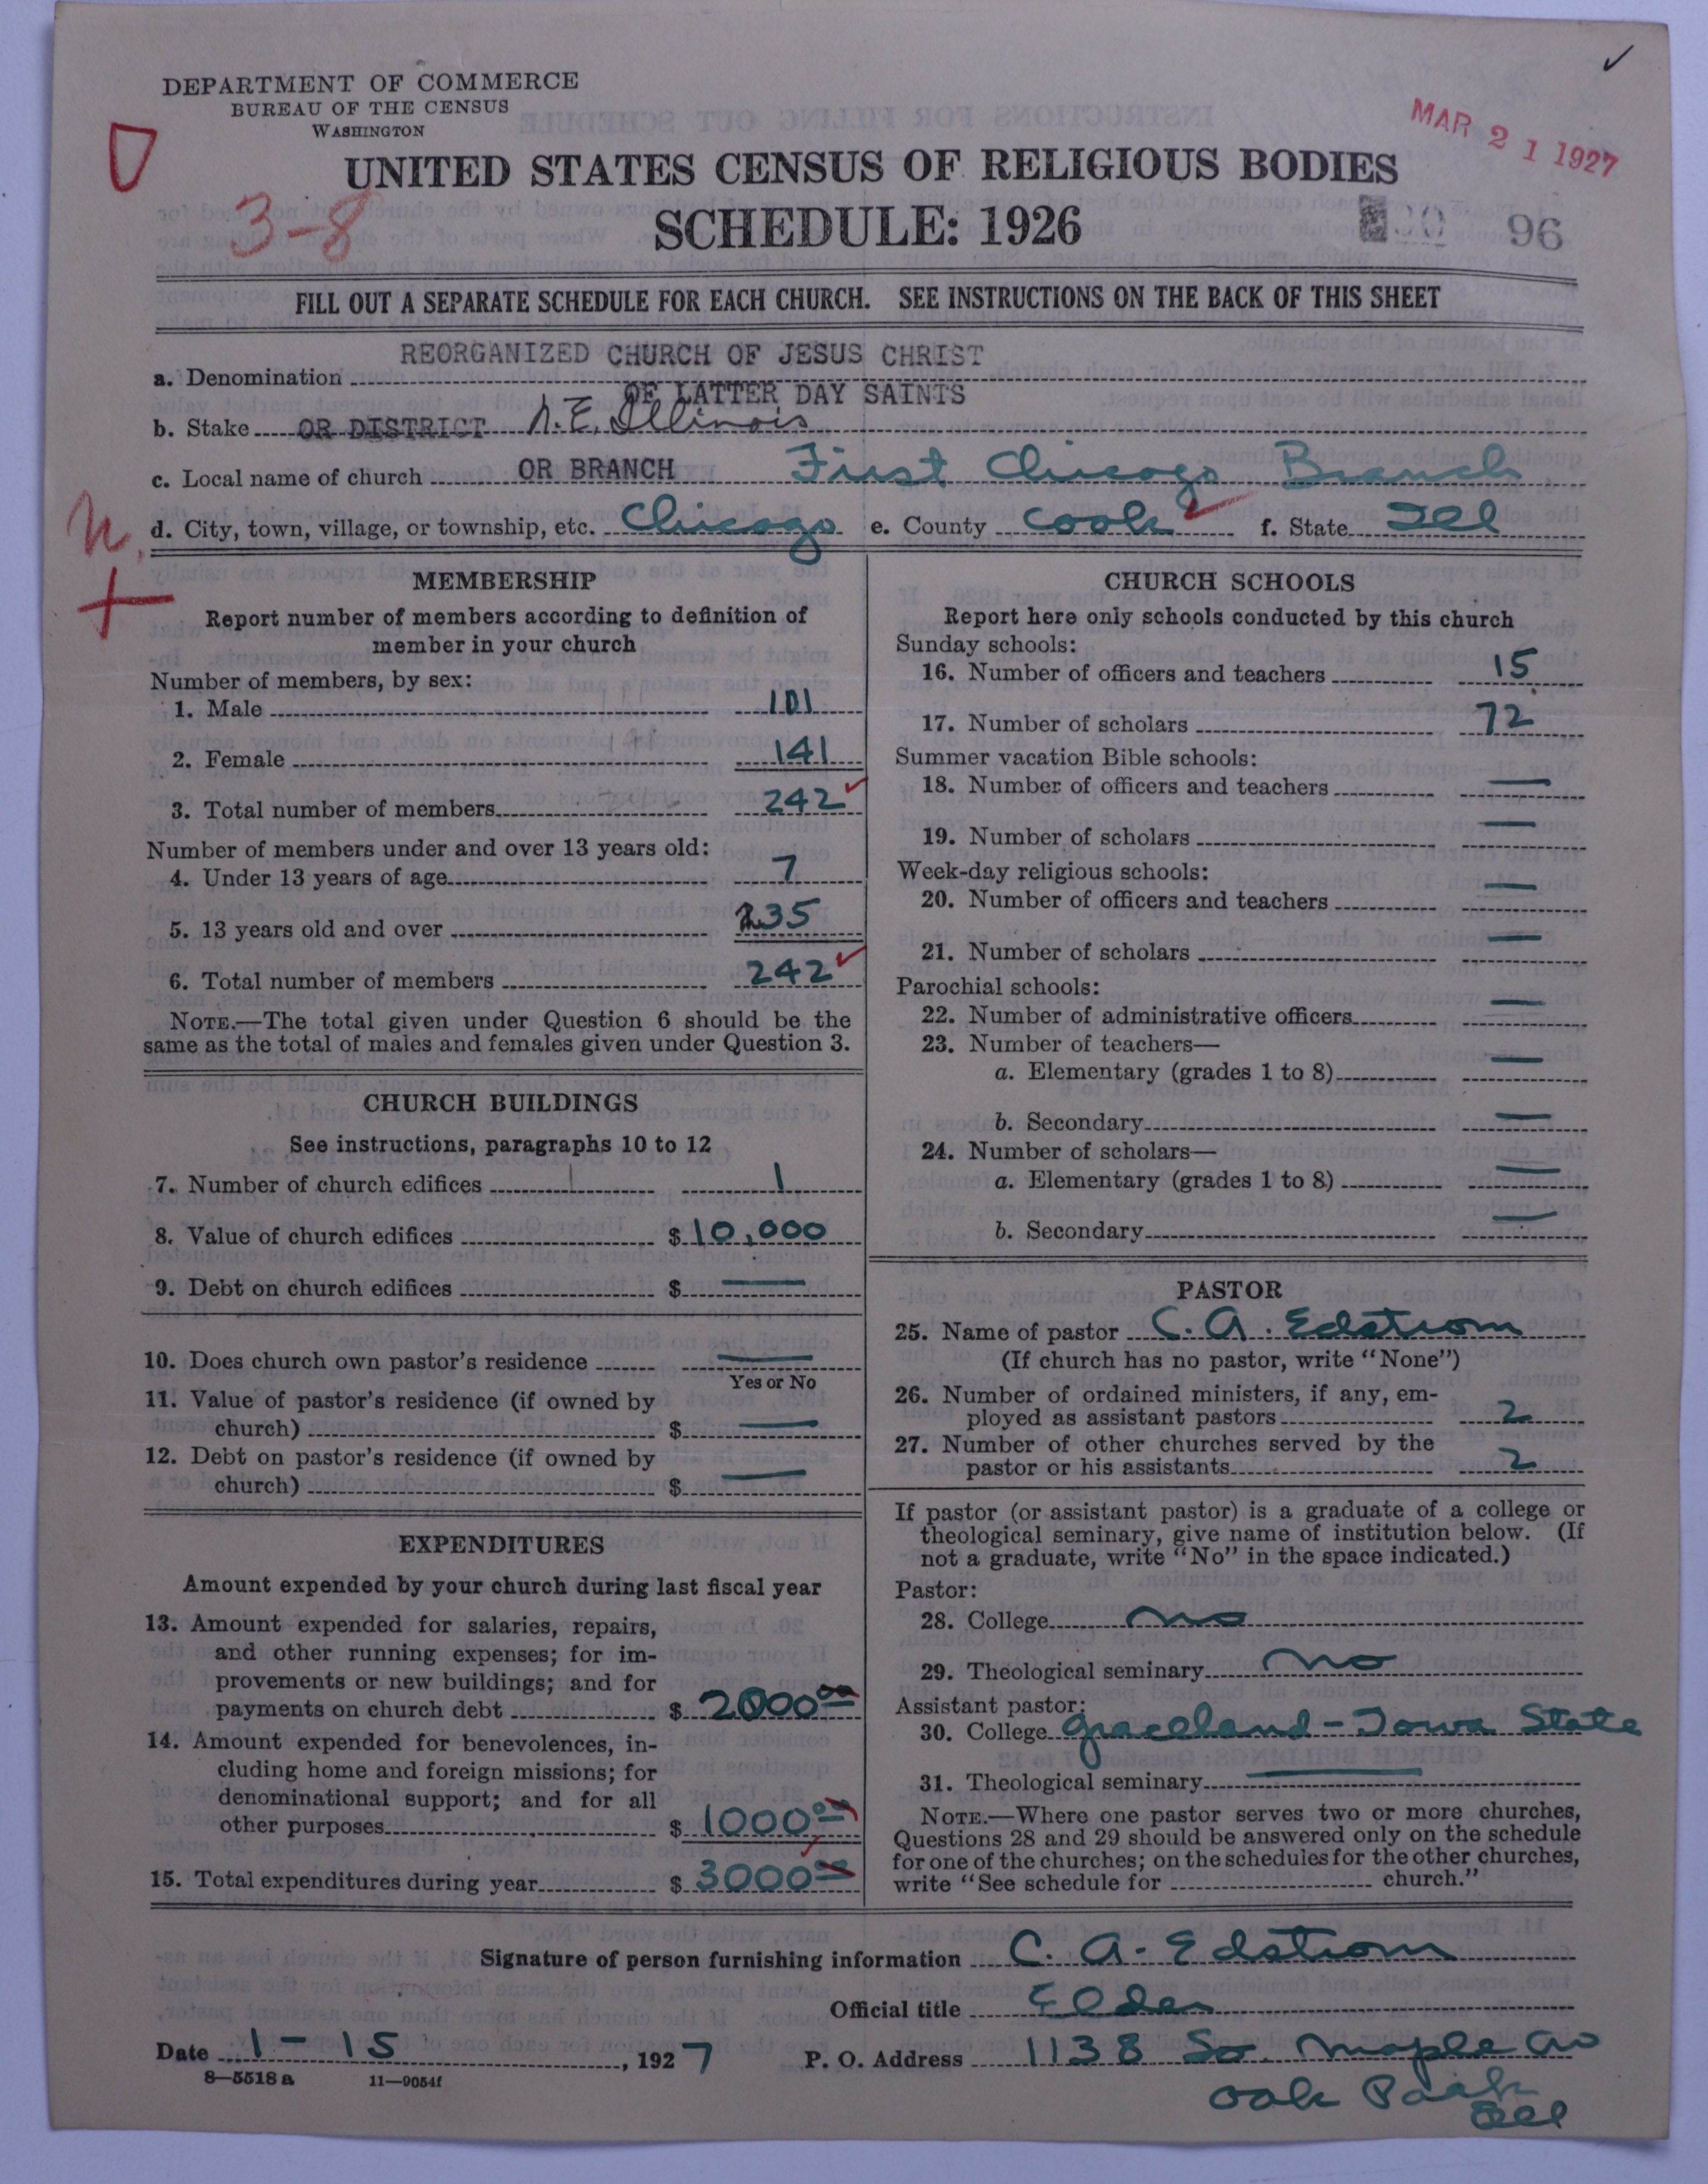 ✓
DEPARTMENT OF COMMERCE
BUREAU OF THE CENSUS
WASHINGTON
MAR 21 1927
UNITED STATES CENSUS OF RELIGIOUS BODIES
3-8
SCHEDULE: 1926
96
FILL OUT A SEPARATE SCHEDULE FOR EACH CHURCH. SEE INSTRUCTIONS ON THE BACK OF THIS SHEET
REORGANIZED CHURCH OF JESUS CHRIST
a. Denomination
OF LATTER DAY SAINTS
b. Stake OR DISTRICT N.E. Illinois
c. Local name of church OR BRANCH First Chicago Branch
d. City, town, village, or township, etc. Chicago e. County Cook f. State Ill
MEMBERSHIP
Report number of members according to definition of
member in your church
Number of members, by sex:
1. Male 101
2. Female 141
3. Total number of members 242
Number of members under and over 13 years old:
4. Under 13 years of age 7
5. 13 years old and over 235
6. Total number of members 242
NOTE.—The total given under Question 6 should be the
same as the total of males and females given under Question 3.
CHURCH BUILDINGS
See instructions, paragraphs 10 to 12
7. Number of church edifices 1
8. Value of church edifices $ 10,000
9. Debt on church edifices $ —
10. Does church own pastor's residence —
Yes or No
11. Value of pastor's residence (if owned by
church) $ —
12. Debt on pastor's residence (if owned by
church) $ —
EXPENDITURES
Amount expended by your church during last fiscal year
13. Amount expended for salaries, repairs,
and other running expenses; for im-
provements or new buildings; and for
payments on church debt $ 2000 00
14. Amount expended for benevolences, in-
cluding home and foreign missions; for
denominational support; and for all
other purposes $ 1000 00
15. Total expenditures during year $ 3000 00
CHURCH SCHOOLS
Report here only schools conducted by this church
Sunday schools:
16. Number of officers and teachers 15
17. Number of scholars 72
Summer vacation Bible schools:
18. Number of officers and teachers —
19. Number of scholars —
Week-day religious schools:
20. Number of officers and teachers —
21. Number of scholars —
Parochial schools:
22. Number of administrative officers —
23. Number of teachers—
a. Elementary (grades 1 to 8) —
b. Secondary —
24. Number of scholars—
a. Elementary (grades 1 to 8) —
b. Secondary —
PASTOR
25. Name of pastor C. A. Edstrom
(If church has no pastor, write "None")
26. Number of ordained ministers, if any, em-
ployed as assistant pastors 2
27. Number of other churches served by the
pastor or his assistants 2
If pastor (or assistant pastor) is a graduate of a college or
theological seminary, give name of institution below. (If
not a graduate, write "No" in the space indicated.)
Pastor:
28. College no
29. Theological seminary no
Assistant pastor:
30. College Graceland - Iowa State
31. Theological seminary —
NOTE.—Where one pastor serves two or more churches,
Questions 28 and 29 should be answered only on the schedule
for one of the churches; on the schedules for the other churches,
write "See schedule for church."
Signature of person furnishing information C. A. Edstrom
Official title Elder
Date 1-15, 1927 P. O. Address 1138 So. Maple Av
8-5518 a 11-9054f
Oak Park
Ill